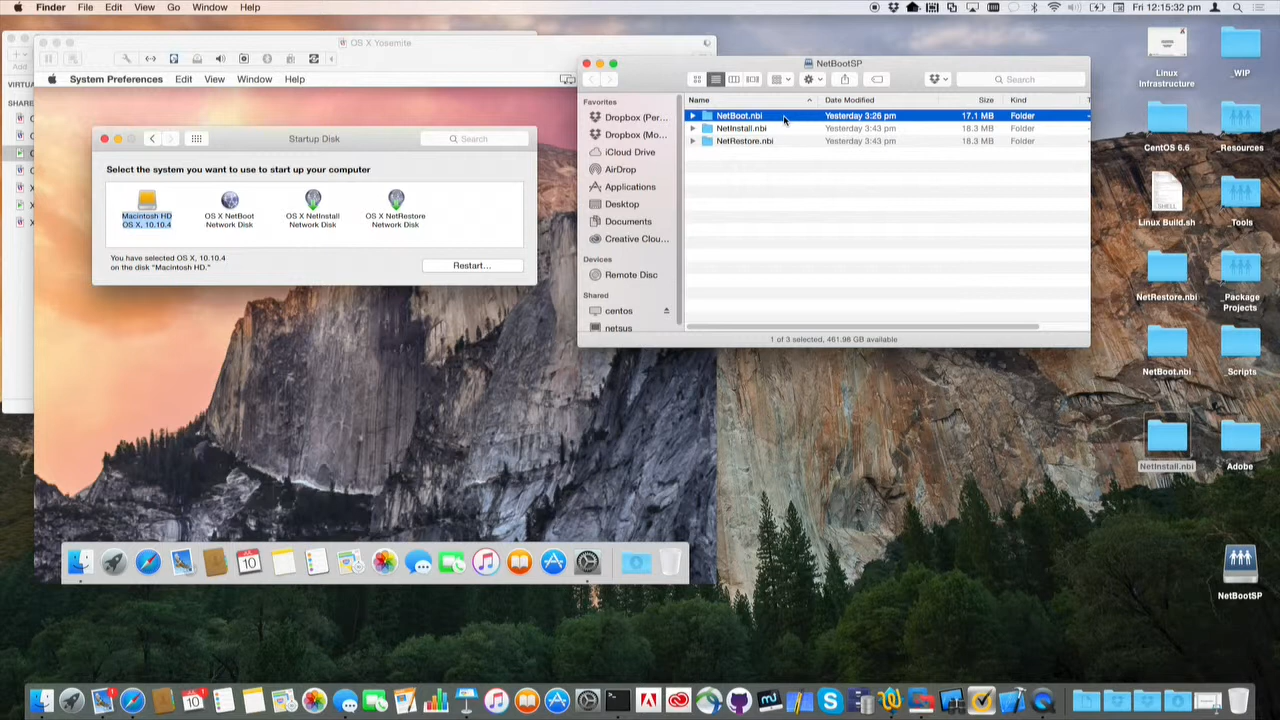 Finder File Edit View Go Window Help
Fri 12:15:32 pm
OS X Yosemite
Add
VIRTUA
SHARE
System Preferences Edit View Window Help
Startup Disk
Search
Select the system you want to use to start up your computer
Macintosh HD
OS X, 10.10.4
OS X NetBoot
Network Disk
OS X NetInstall
Network Disk
OS X NetRestore
Network Disk
You have selected OS X, 10.10.4
on the disk “Macintosh HD.”
Restart...
NetBootSP
Search
Favorites
Dropbox (Per...
Dropbox (Mo...
iCloud Drive
AirDrop
Applications
Desktop
Documents
Creative Clou...
Devices
Remote Disc
Shared
centos
netsus
Name Date Modified Size Kind
NetBoot.nbi Yesterday 3:26 pm 17.1 MB Folder
NetInstall.nbi Yesterday 3:43 pm 18.3 MB Folder
NetRestore.nbi Yesterday 3:43 pm 18.3 MB Folder
1 of 3 selected, 461.98 GB available
Linux
Infrastructure
_WIP
CentOS 6.6
_Resources
SHELL
Linux Build.sh
_Tools
NetRestore.nbi
_Package
Projects
NetBoot.nbi
_Scripts
NetInstall.nbi
Adobe
NetBootSP
10
10